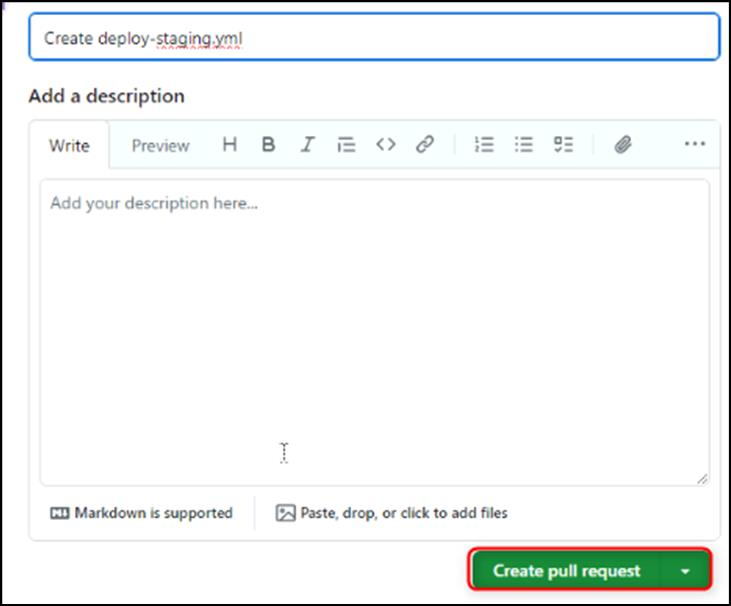 Create deploy-staging.yml
Add a description
Write Preview H B I
Add your description here...
Markdown is supported Paste, drop, or click to add files
Create pull request